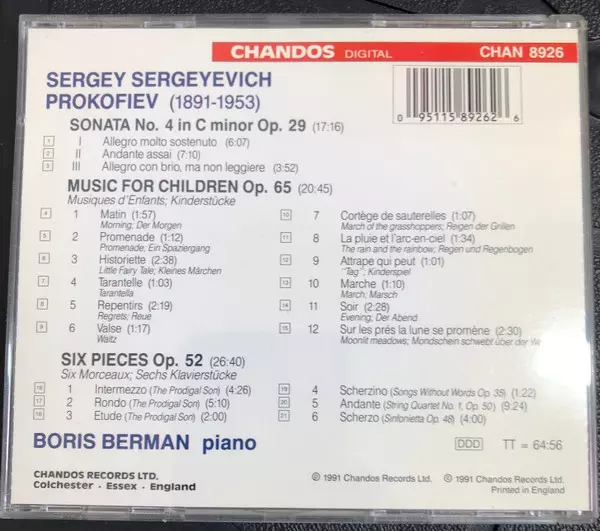 CHANDOS DIGITAL CHAN 8926
SERGEY SERGEYEVICH
PROKOFIEV (1891-1953)
0 95115 89262 6
SONATA No. 4 in C minor Op. 29 (17:16)
1 I Allegro molto sostenuto (6:07)
2 II Andante assai (7:10)
3 III Allegro con brio, ma non leggiere (3:52)
MUSIC FOR CHILDREN Op. 65 (20:45)
Musiques d'Enfants; Kinderstücke
4 1 Matin (1:57)
Morning; Der Morgen
5 2 Promenade (1:12)
Promenade; Ein Spaziergang
6 3 Historiette (2:38)
Little Fairy Tale; Kleines Märchen
7 4 Tarantelle (1:03)
Tarantella
8 5 Repentirs (2:19)
Regrets; Reue
9 6 Valse (1:17)
Waltz
10 7 Cortège de sauterelles (1:07)
March of the grasshoppers; Reigen der Grillen
11 8 La pluie et l'arc-en-ciel (1:34)
The rain and the rainbow; Regen und Regenbogen
12 9 Attrape qui peut (1:01)
"Tag"; Kinderspiel
13 10 Marche (1:10)
March; Marsch
14 11 Soir (2:28)
Evening; Der Abend
15 12 Sur les prés la lune se promène (2:30)
Moonlit meadows; Mondschein schwebt über der
SIX PIECES Op. 52 (26:40)
Six Morceaux; Sechs Klavierstücke
16 1 Intermezzo (The Prodigal Son) (4:26)
17 2 Rondo (The Prodigal Son) (5:10)
18 3 Etude (The Prodigal Son) (2:00)
19 4 Scherzino (Songs Without Words Op. 35) (1:22)
20 5 Andante (String Quartet No. 1, Op. 50) (9:24)
21 6 Scherzo (Sinfonietta Op. 48) (4:00)
BORIS BERMAN piano
DDD TT = 64:56
CHANDOS RECORDS LTD.
Colchester · Essex · England
℗ 1991 Chandos Records Ltd. © 1991 Chandos Records Ltd.
Printed in England